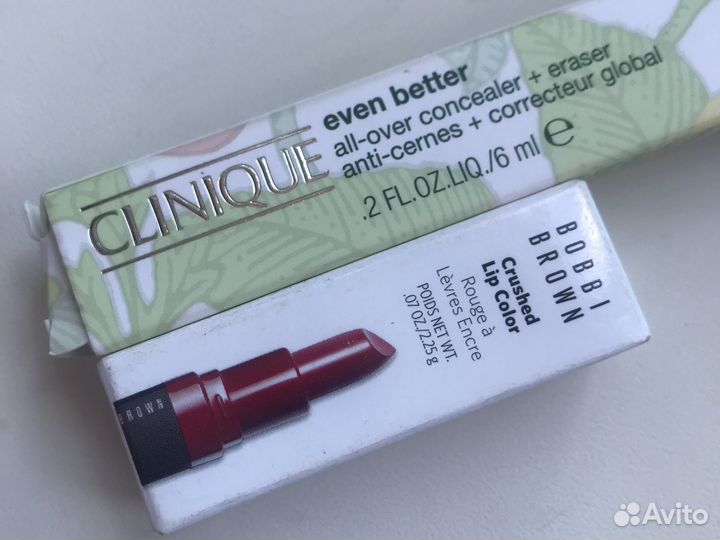 CLINIQUE
even better
all-over concealer + eraser
anti-cernes + correcteur global
.2 FL.OZ.LIQ./6 ml ℮
BOBBI
BROWN
Crushed
Lip Color
Rouge à
Lèvres Encre
POIDS NET WT.
.07 OZ./2.25 g
BROWN
Avito